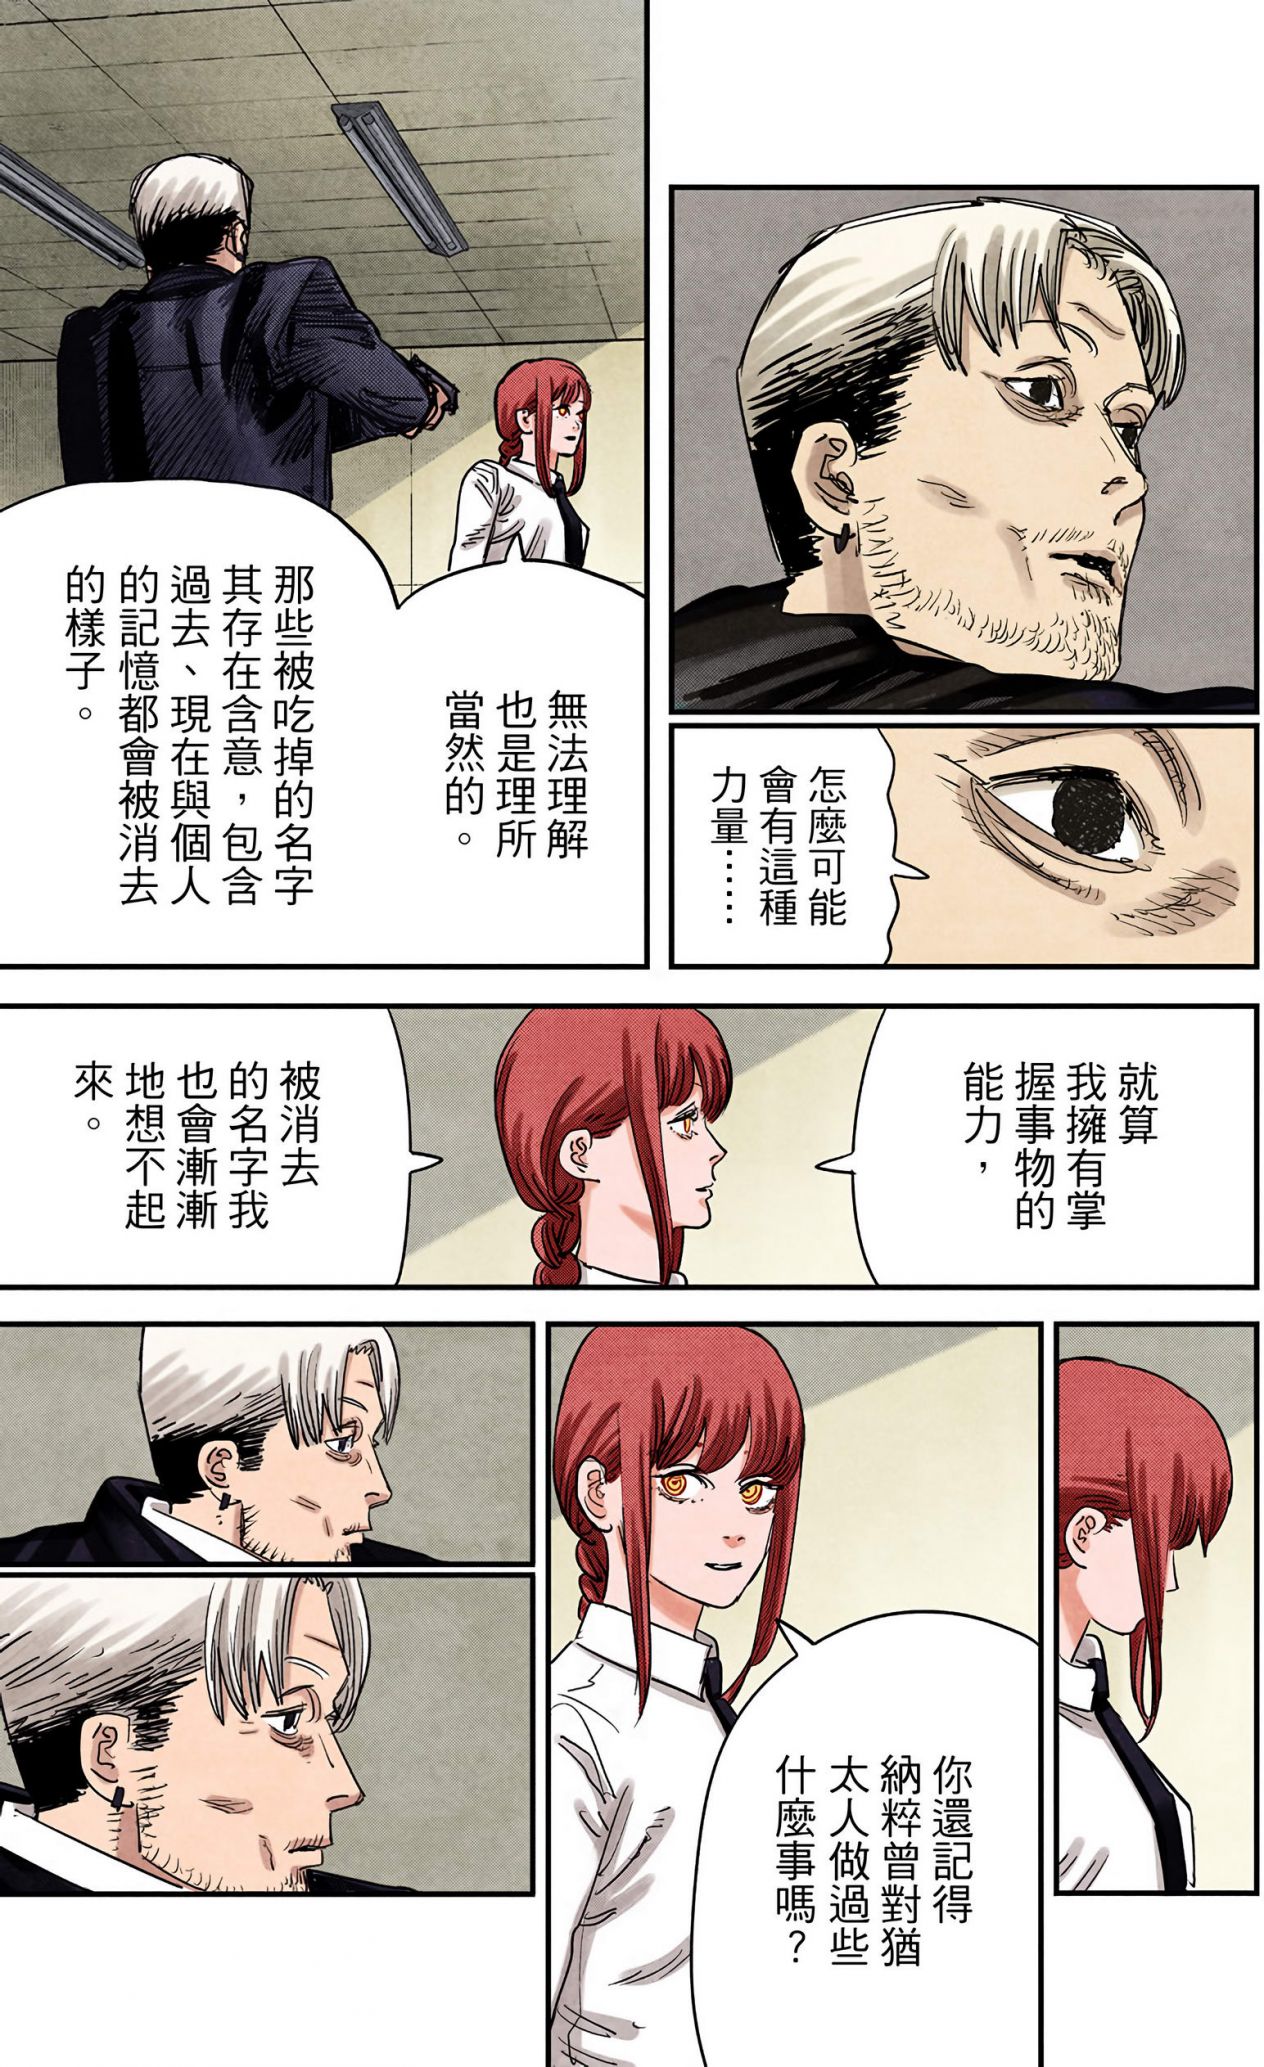 怎麼可能
會有這種
力量⋯⋯
無法理解
也是理所
當然的。
那些被吃掉的名字
其存在含意，包含
過去、現在與個人
的記憶都會被消去
的樣子。
就算
我擁有掌
握事物的
能力，
被消去
的名字我
也會漸漸
地想不起
來。
你還記得
納粹曾對猶
太人做過些
什麼事嗎？